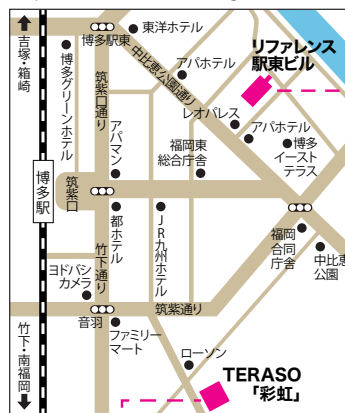 吉塚・箱崎
博多駅東
東洋ホテル
中比恵公園通り
アパホテル
リファレンス
駅東ビル
博多グリーンホテル
筑紫口通り
アパマン
レオパレス
アパホテル
福岡東
総合庁舎
博多
イースト
テラス
博多駅
筑紫口
都ホテル
JR九州ホテル
福岡
合同
庁舎
中比恵
公園
竹下通り
ヨドバシ
カメラ
筑紫通り
音羽
ファミリー
マート
ローソン
竹下・南福岡
TERASO
「彩虹」